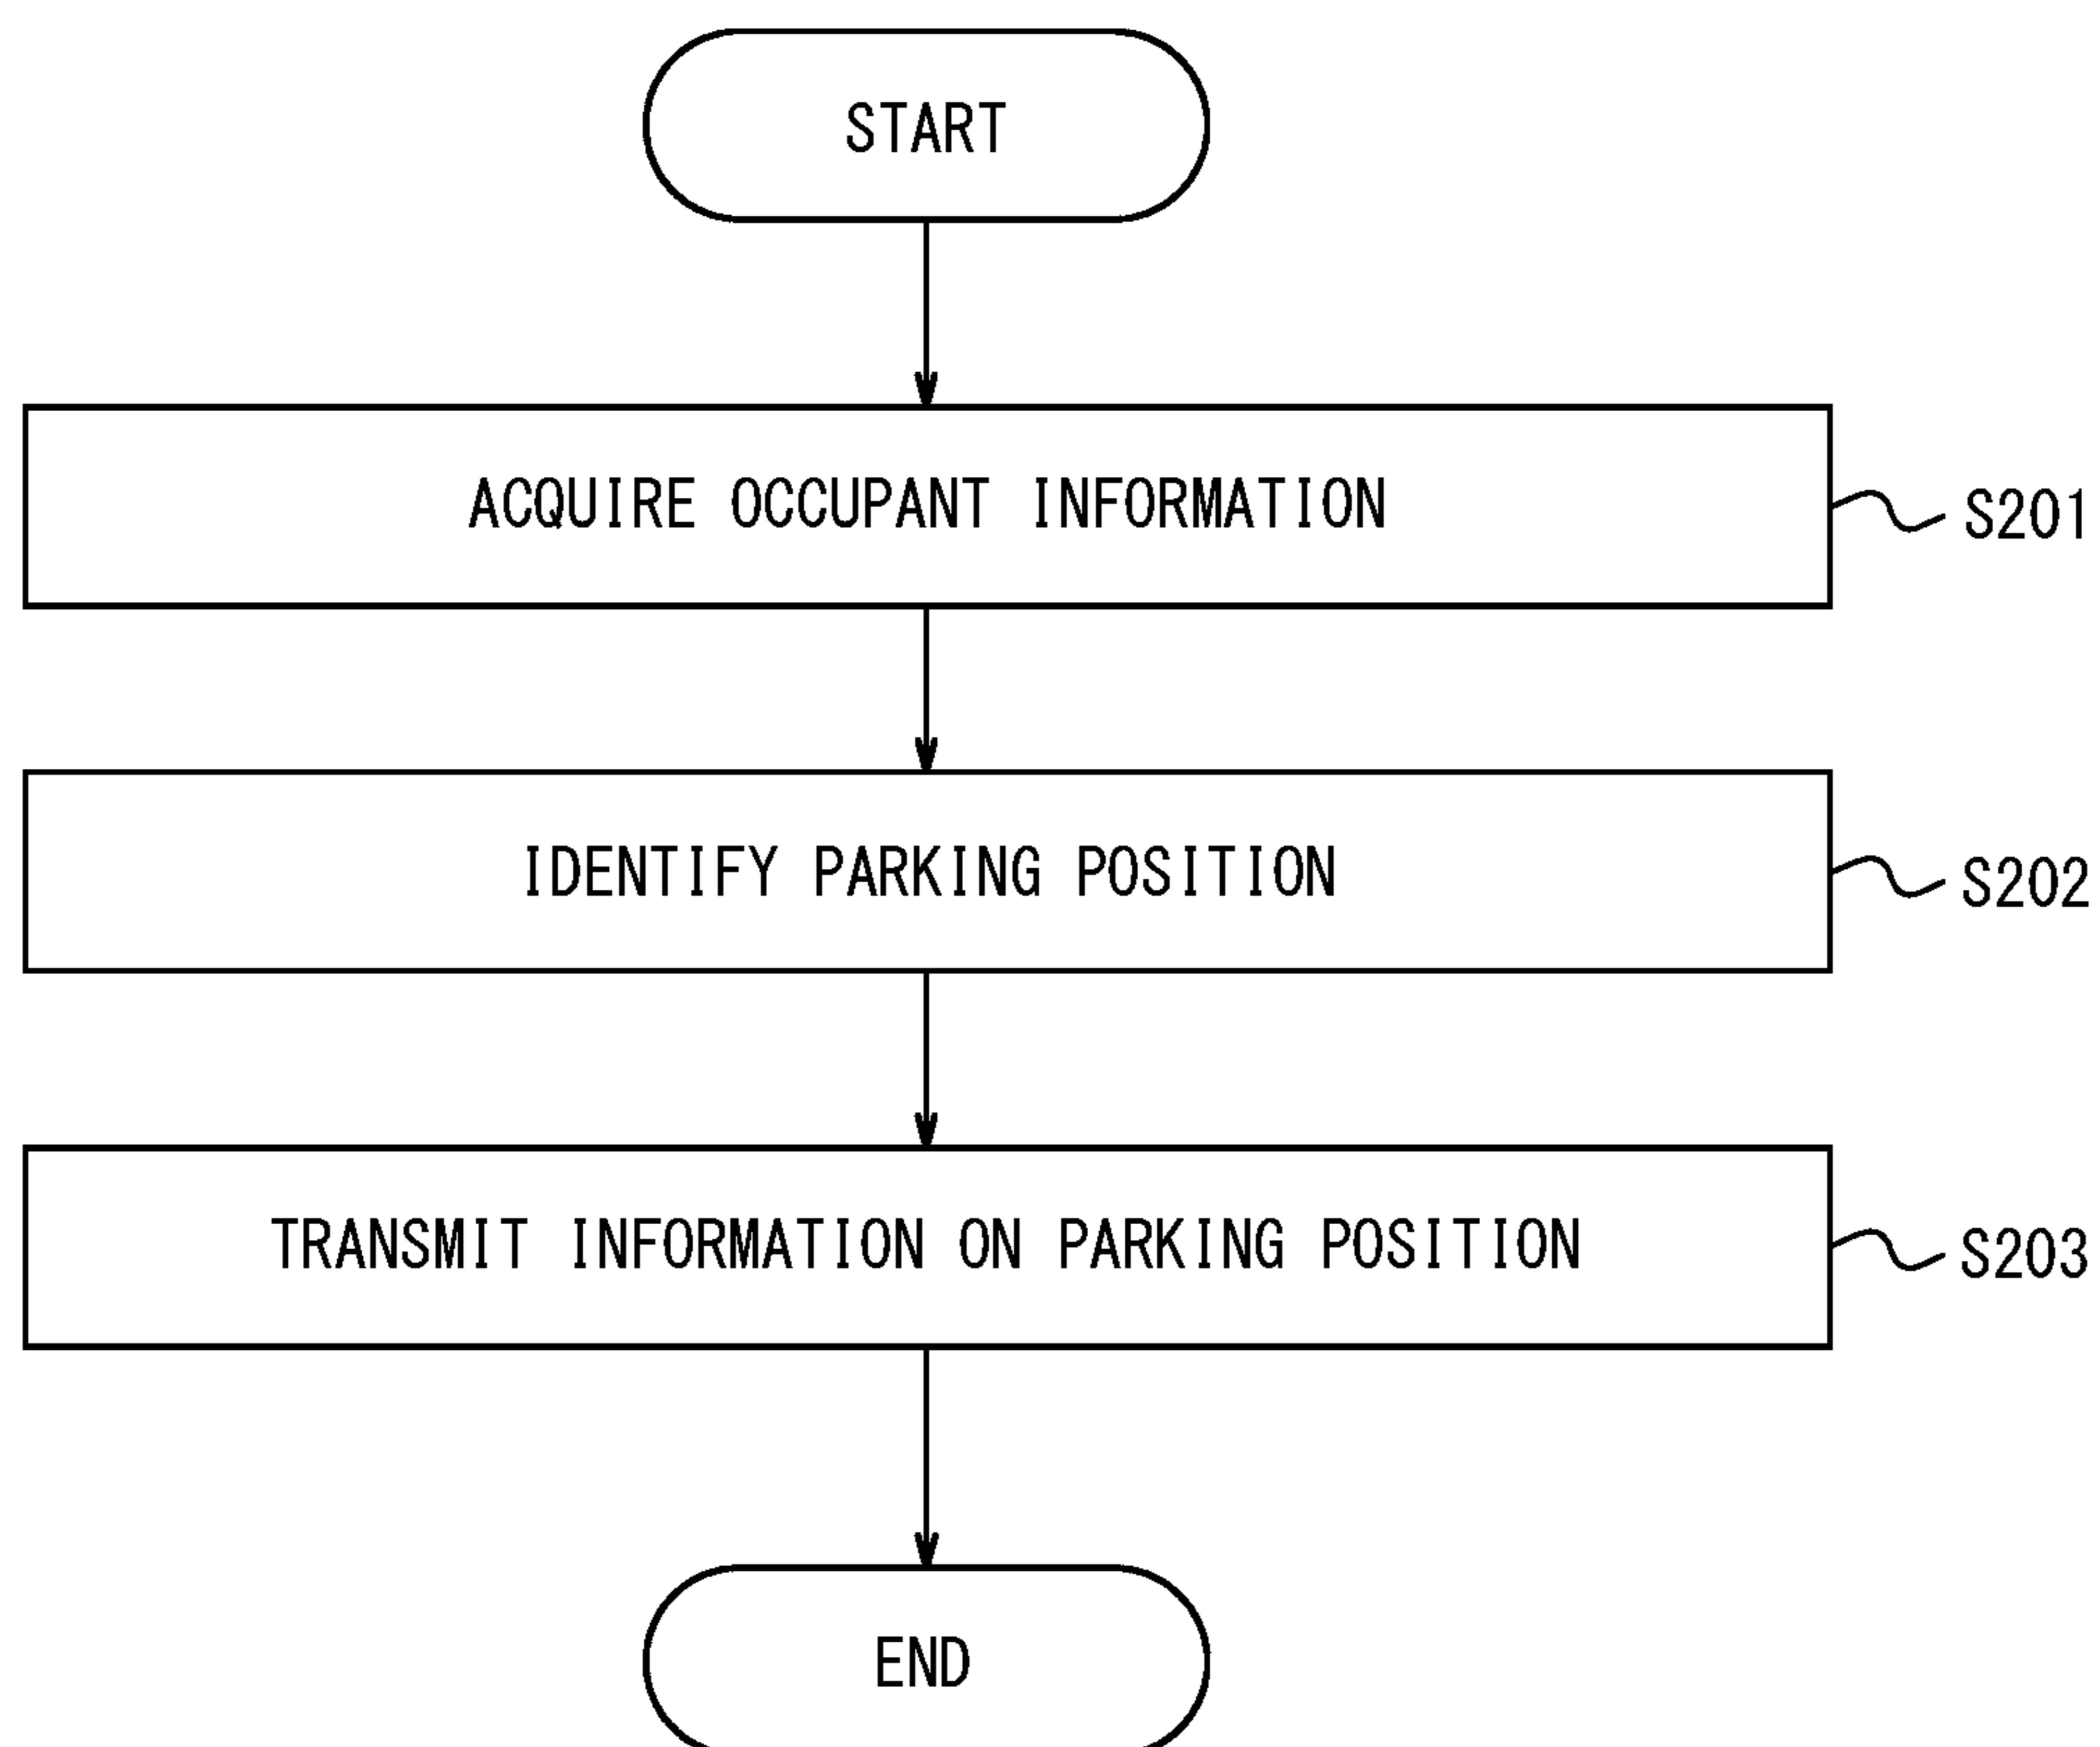 START
ACQUIRE OCCUPANT INFORMATION
S201
IDENTIFY PARKING POSITION
S202
TRANSMIT INFORMATION ON PARKING POSITION
S203
END